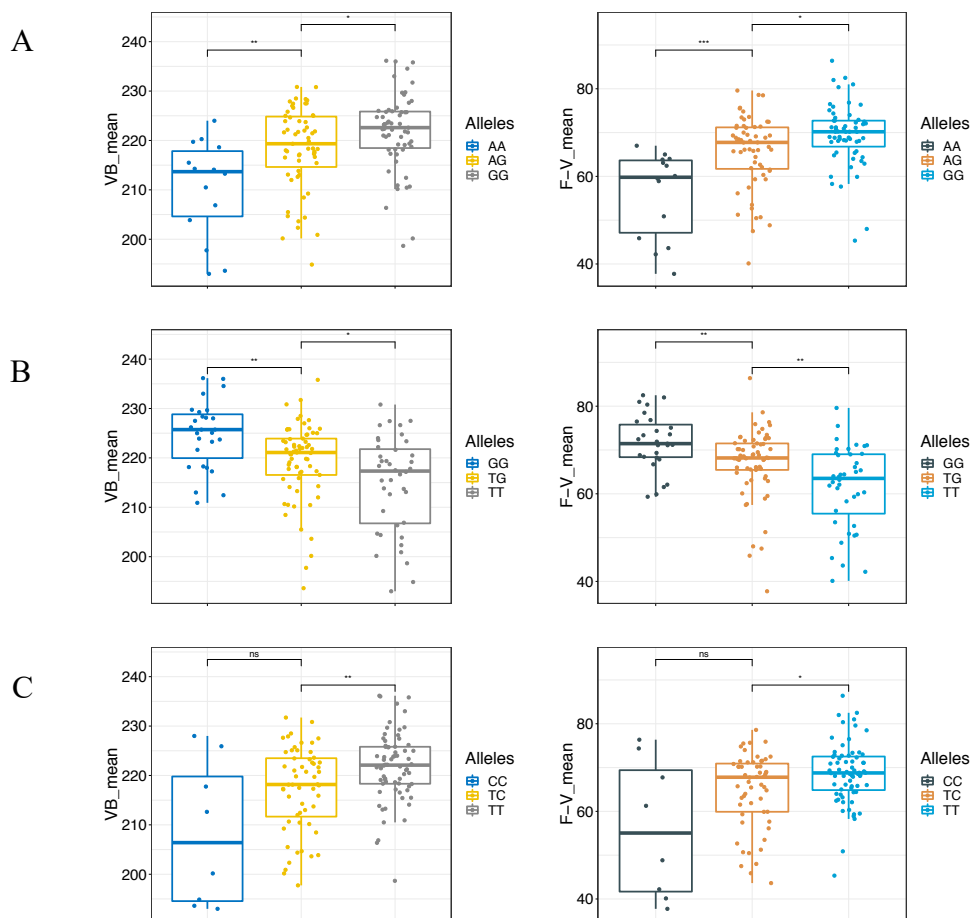 A
VB_mean
240
230
220
210
200
**
*
Alleles
AA
AG
GG
F-V_mean
80
60
40
***
*
Alleles
AA
AG
GG
B
VB_mean
240
230
220
210
200
**
*
Alleles
GG
TG
TT
F-V_mean
80
60
40
**
**
Alleles
GG
TG
TT
C
VB_mean
240
230
220
210
200
ns
**
Alleles
CC
TC
TT
F-V_mean
80
60
40
ns
*
Alleles
CC
TC
TT